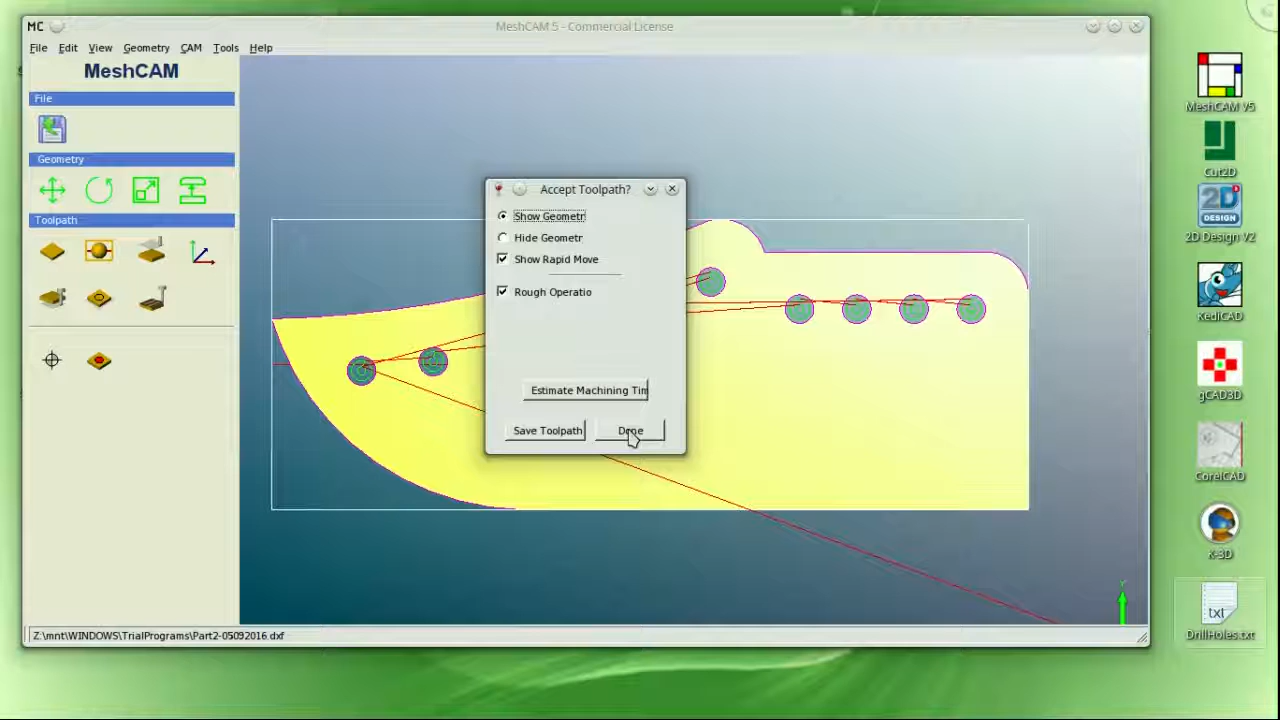 MC MeshCAM 5 - Commercial License
File Edit View Geometry CAM Tools Help
MeshCAM
File
Geometry
Toolpath
Accept Toolpath?
Show Geometr
Hide Geometr
Show Rapid Move
Rough Operatio
Estimate Machining Tim
Save Toolpath Done
Y
Z:\mnt\WINDOWS\TrialPrograms\Part2-05092016.dxf
MeshCAM V5
Cut2D
2D
DESIGN
2D Design V2
KediCAD
gCAD3D
CorelCAD
K-3D
txt
DrillHoles.txt